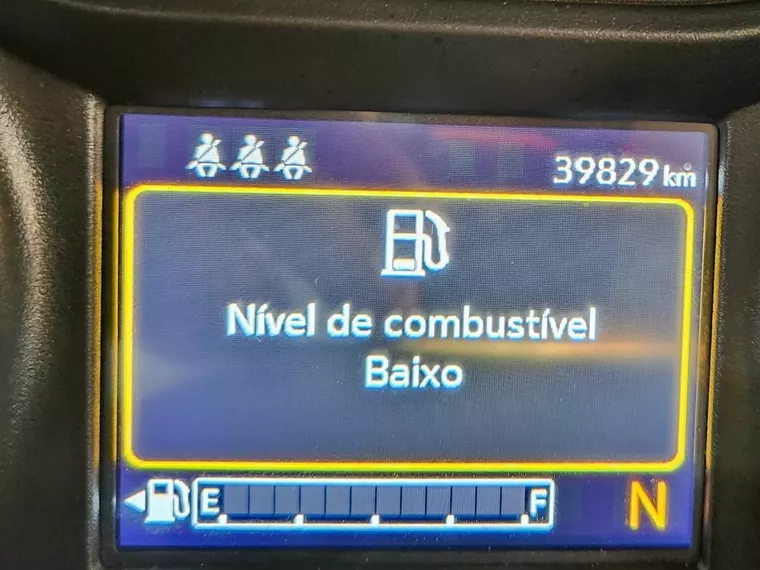 39829 km
Nível de combustível
Baixo
E F N